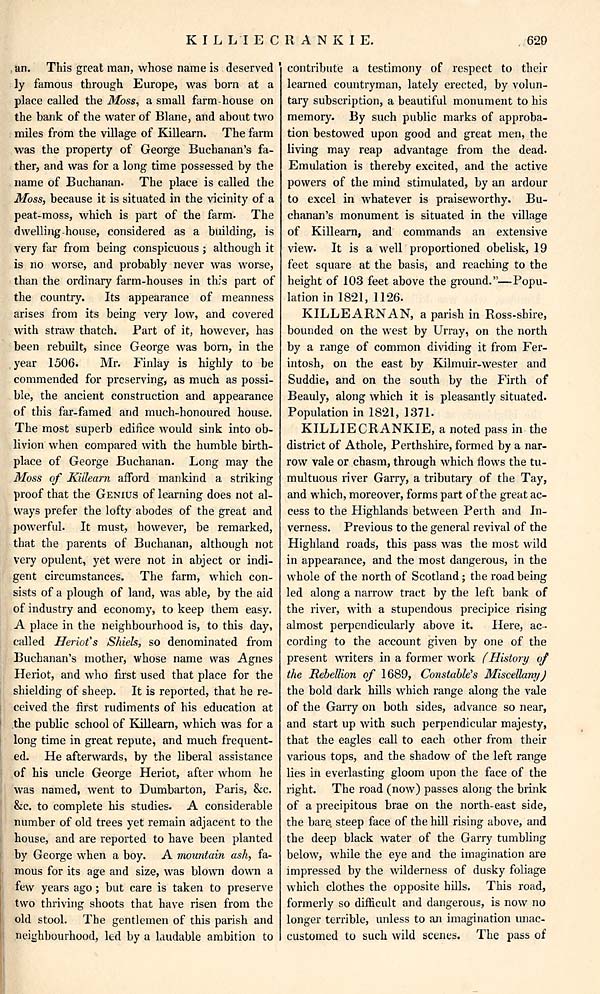 KILLIECRANKIE.
629
an. This great man, whose name is deserved
ly famous through Europe, was born at a
place called the Moss, a small farm-house on
the bank of the water of Blane, and about two
miles from the village of Killearn. The farm
was the property of George Buchanan's fa-
ther, and was for a long time possessed by the
name of Buchanan. The place is called the
Moss, because it is situated in the vicinity of a
peat-moss, which is part of the farm. The
dwelling-house, considered as a building, is
very far from being conspicuous; although it
is no worse, and probably never was worse,
than the ordinary farm-houses in this part of
the country. Its appearance of meanness
arises from its being very low, and covered
with straw thatch. Part of it, however, has
been rebuilt, since George was born, in the
year 1506. Mr. Finlay is highly to be
commended for preserving, as much as possi-
ble, the ancient construction and appearance
of this far-famed and much-honoured house.
The most superb edifice would sink into ob-
livion when compared with the humble birth-
place of George Buchanan. Long may the
Moss of Killearn afford mankind a striking
proof that the GENIUS of learning does not al-
ways prefer the lofty abodes of the great and
powerful. It must, however, be remarked,
that the parents of Buchanan, although not
very opulent, yet were not in abject or indi-
gent circumstances. The farm, which con-
sists of a plough of land, was able, by the aid
of industry and economy, to keep them easy.
A place in the neighbourhood is, to this day,
called Heriot's Shiels, so denominated from
Buchanan's mother, whose name was Agnes
Heriot, and who first used that place for the
shielding of sheep. It is reported, that he re-
ceived the first rudiments of his education at
the public school of Killearn, which was for a
long time in great repute, and much frequent-
ed. He afterwards, by the liberal assistance
of his uncle George Heriot, after whom he
was named, went to Dumbarton, Paris, &c.
&c. to complete his studies. A considerable
number of old trees yet remain adjacent to the
house, and are reported to have been planted
by George when a boy. A mountain ash, fa-
mous for its age and size, was blown down a
few years ago; but care is taken to preserve
two thriving shoots that have risen from the
old stool. The gentlemen of this parish and
neighbourhood, led by a laudable ambition to
contribute a testimony of respect to their
learned countryman, lately erected, by volun-
tary subscription, a beautiful monument to his
memory. By such public marks of approba-
tion bestowed upon good and great men, the
living may reap advantage from the dead.
Emulation is thereby excited, and the active
powers of the mind stimulated, by an ardour
to excel in whatever is praiseworthy. Bu-
chanan's monument is situated in the village
of Killearn, and commands an extensive
view. It is a well proportioned obelisk, 19
feet square at the basis, and reaching to the
height of 103 feet above the ground."—Popu-
lation in 1821, 1126.
KILLEARNAN, a parish in Ross-shire,
bounded on the west by Urray, on the north
by a range of common dividing it from Fer-
intosh, on the east by Kilmuir-wester and
Suddie, and on the south by the Firth of
Beauly, along which it is pleasantly situated.
Population in 1821, 1371.
KILLIECRANKIE, a noted pass in the
district of Athole, Perthshire, formed by a nar-
row vale or chasm, through which flows the tu-
multuous river Garry, a tributary of the Tay,
and which, moreover, forms part of the great ac-
cess to the Highlands between Perth and In-
verness. Previous to the general revival of the
Highland roads, this pass was the most wild
in appearance, and the most dangerous, in the
whole of the north of Scotland; the road being
led along a narrow tract by the left bank of
the river, with a stupendous precipice rising
almost perpendicularly above it. Here, ac-
cording to the account given by one of the
present writers in a former work (History of
the Rebellion of 1689, Constable's Miscellany)
the bold dark hills which range along the vale
of the Garry on both sides, advance so near,
and start up with such perpendicular majesty,
that the eagles call to each other from their
various tops, and the shadow of the left range
lies in everlasting gloom upon the face of the
right. The road (now) passes along the brink
of a precipitous brae on the north-east side,
the bare, steep face of the hill rising above, and
the deep black water of the Garry tumbling
below, while the eye and the imagination are
impressed by the wilderness of dusky foliage
which clothes the opposite hills. This road,
formerly so difficult and dangerous, is now no
longer terrible, unless to an imagination unac-
customed to such wild scenes. The pass of